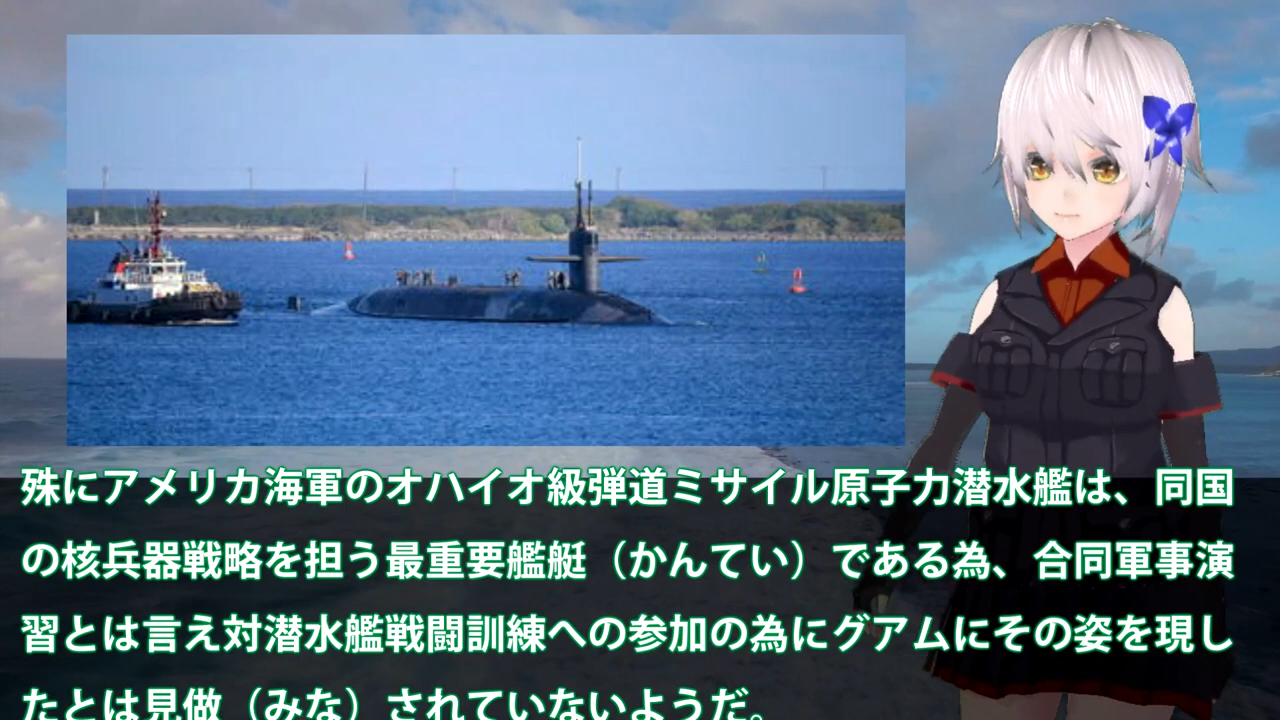 殊にアメリカ海軍のオハイオ級弾道ミサイル原子力潜水艦は、同国
の核兵器戦略を担う最重要艦艇（かんてい）である為、合同軍事演
習とは言え対潜水艦戦闘訓練への参加の為にグアムにその姿を現し
たとは見做（みな）されていないようだ。